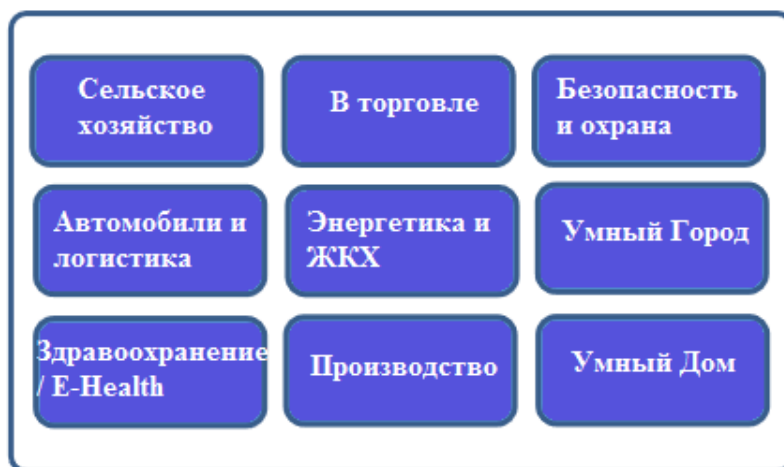 Сельское
хозяйство
В торговле
Безопасность
и охрана
Автомобили и
логистика
Энергетика и
ЖКХ
Умный Город
Здравоохранение
/ E-Health
Производство
Умный Дом